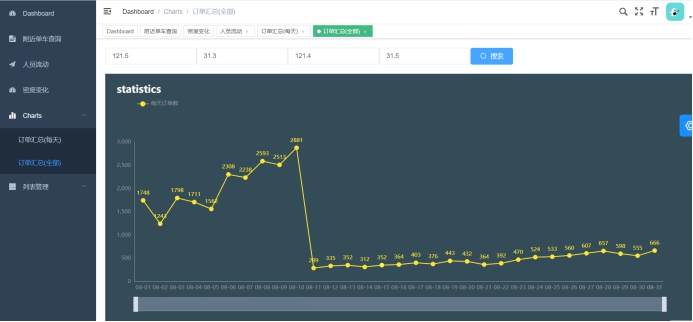 Dashboard
附近单车查询
人员流动
密度变化
Charts
订单汇总(每天)
订单汇总(全部)
列表管理
Dashboard / Charts / 订单汇总(全部)
Dashboard 附近单车查询 密度变化 人员流动 × 订单汇总(每天) × 订单汇总(全部) ×
121.5 31.3 121.4 31.5 搜索
statistics
每天订单数
3,000
2,500
2,000
1,500
1,000
500
0
1748 1243 1798 1711 2308 2238 2593 2513 2881 289 335 352 312 352 364 403 376 443 432 364 392 470 524 533 560 607 657 598 555 666
08-01 08-02 08-03 08-04 08-05 08-06 08-07 08-08 08-09 08-10 08-11 08-12 08-13 08-14 08-15 08-16 08-17 08-18 08-19 08-20 08-21 08-22 08-23 08-24 08-25 08-26 08-27 08-28 08-29 08-30 08-31